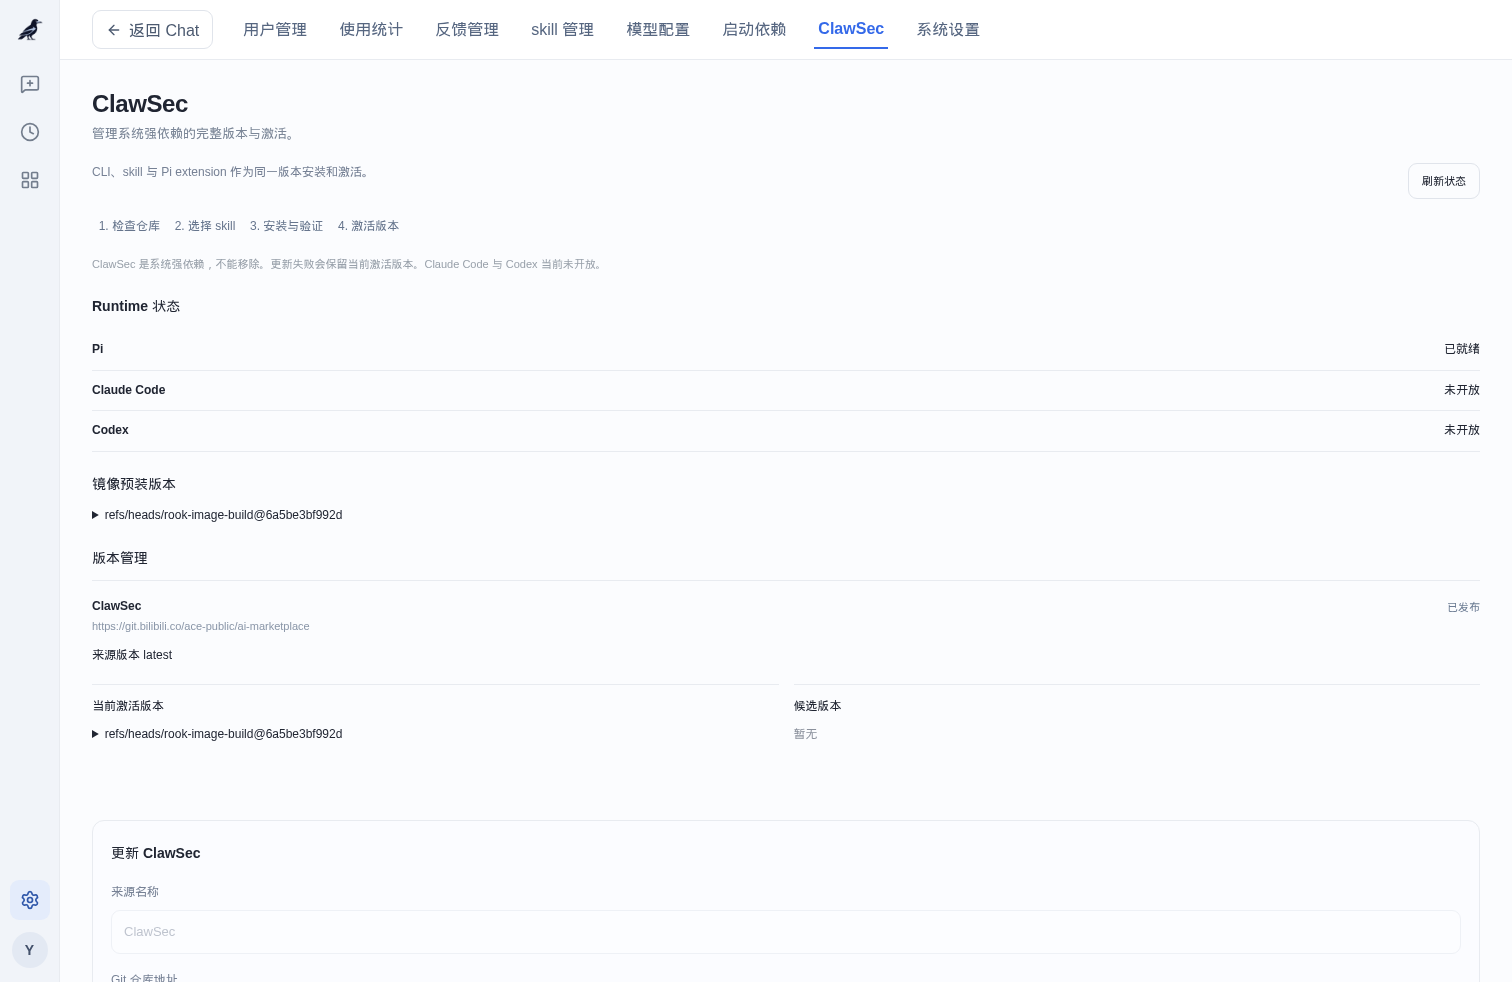 返回 Chat
用户管理
使用统计
反馈管理
skill 管理
模型配置
启动依赖
ClawSec
系统设置
ClawSec
管理系统强依赖的完整版本与激活。
CLI、skill 与 Pi extension 作为同一版本安装和激活。
刷新状态
1. 检查仓库
2. 选择 skill
3. 安装与验证
4. 激活版本
ClawSec 是系统强依赖，不能移除。更新失败会保留当前激活版本。Claude Code 与 Codex 当前未开放。
Runtime 状态
Pi
已就绪
Claude Code
未开放
Codex
未开放
镜像预装版本
refs/heads/rook-image-build@6a5be3bf992d
版本管理
ClawSec
已发布
https://git.bilibili.co/ace-public/ai-marketplace
来源版本 latest
当前激活版本
候选版本
refs/heads/rook-image-build@6a5be3bf992d
暂无
更新 ClawSec
来源名称
ClawSec
Git 仓库地址
Y